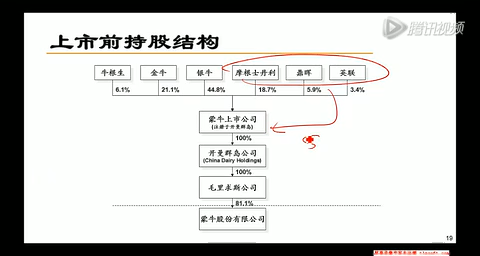 腾讯视频
上市前持股结构
牛根生 金牛 银牛 摩根士丹利 鼎晖 英联
6.1% 21.1% 44.8% 18.7% 5.9% 3.4%
蒙牛上市公司
(注册于开曼群岛)
100%
开曼群岛公司
(China Dairy Holdings)
100%
毛里求斯公司
81.1%
蒙牛股份有限公司
19